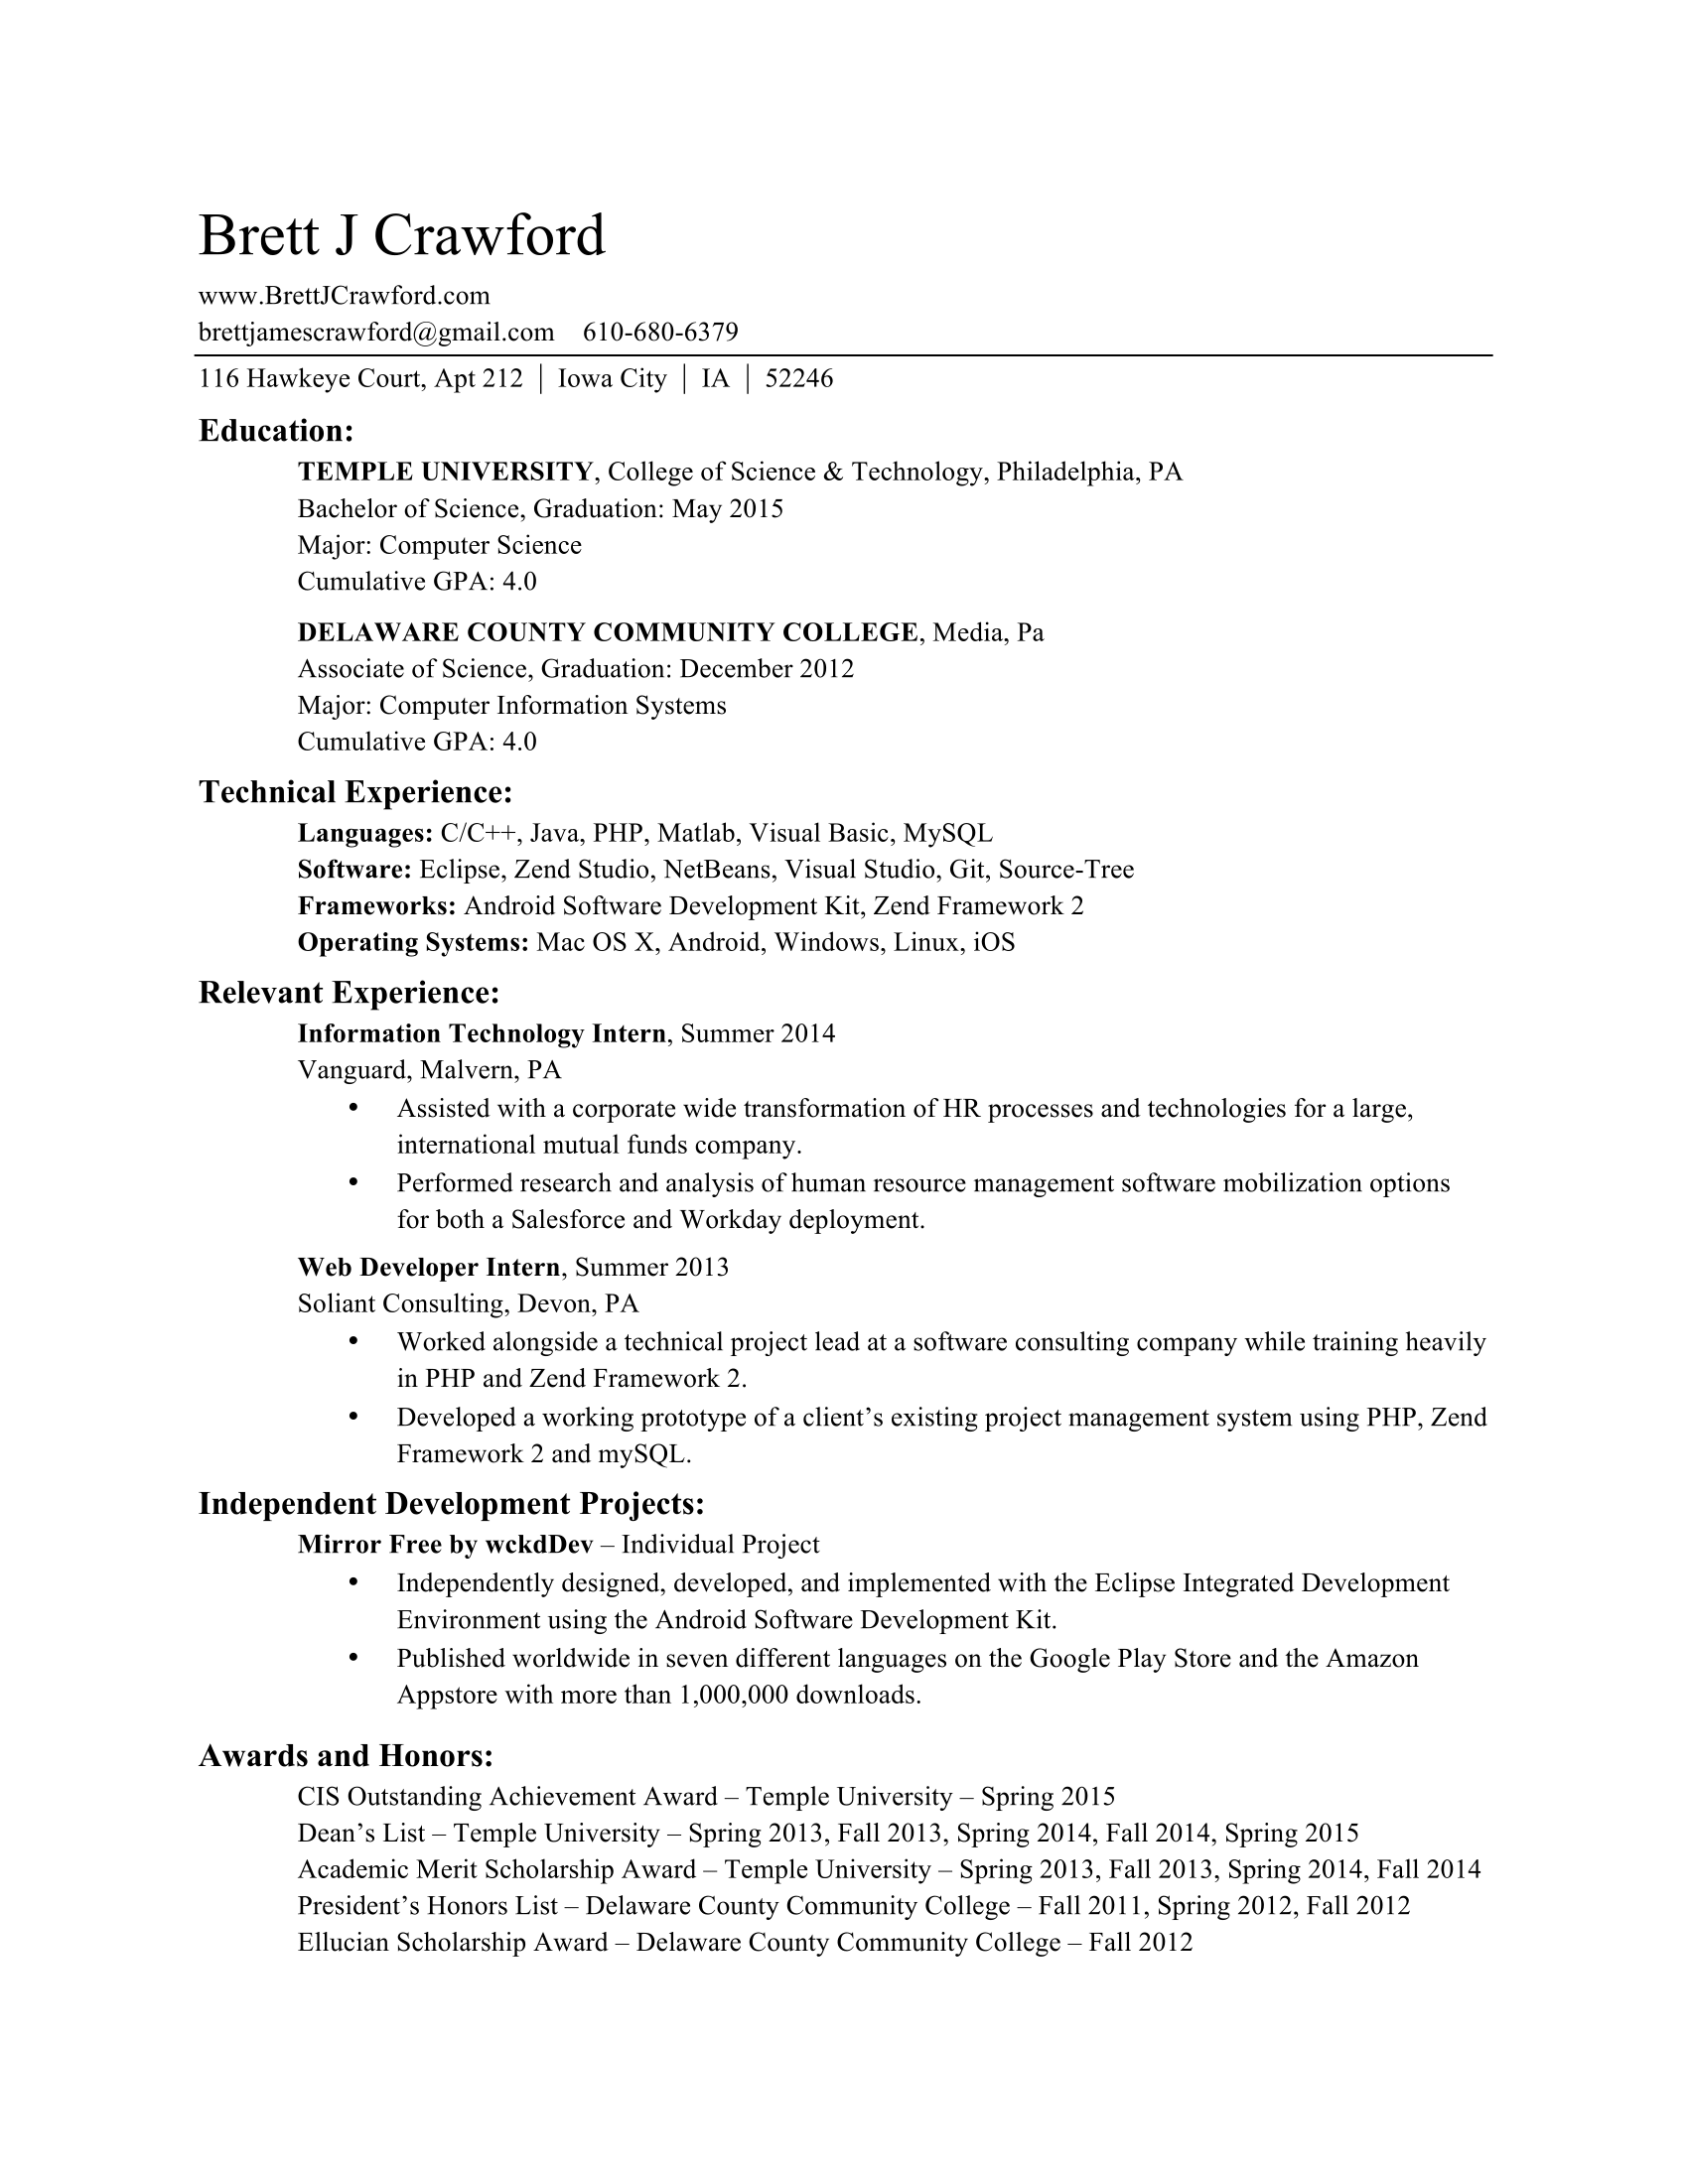 Brett J Crawford
www.BrettJCrawford.com
brettjamescrawford@gmail.com 610-680-6379
116 Hawkeye Court, Apt 212 │ Iowa City │ IA │ 52246
Education:
TEMPLE UNIVERSITY, College of Science & Technology, Philadelphia, PA
Bachelor of Science, Graduation: May 2015
Major: Computer Science
Cumulative GPA: 4.0
DELAWARE COUNTY COMMUNITY COLLEGE, Media, Pa
Associate of Science, Graduation: December 2012
Major: Computer Information Systems
Cumulative GPA: 4.0
Technical Experience:
Languages: C/C++, Java, PHP, Matlab, Visual Basic, MySQL
Software: Eclipse, Zend Studio, NetBeans, Visual Studio, Git, Source-Tree
Frameworks: Android Software Development Kit, Zend Framework 2
Operating Systems: Mac OS X, Android, Windows, Linux, iOS
Relevant Experience:
Information Technology Intern, Summer 2014
Vanguard, Malvern, PA
• Assisted with a corporate wide transformation of HR processes and technologies for a large,
international mutual funds company.
• Performed research and analysis of human resource management software mobilization options
for both a Salesforce and Workday deployment.
Web Developer Intern, Summer 2013
Soliant Consulting, Devon, PA
• Worked alongside a technical project lead at a software consulting company while training heavily
in PHP and Zend Framework 2.
• Developed a working prototype of a client’s existing project management system using PHP, Zend
Framework 2 and mySQL.
Independent Development Projects:
Mirror Free by wckdDev – Individual Project
• Independently designed, developed, and implemented with the Eclipse Integrated Development
Environment using the Android Software Development Kit.
• Published worldwide in seven different languages on the Google Play Store and the Amazon
Appstore with more than 1,000,000 downloads.
Awards and Honors:
CIS Outstanding Achievement Award – Temple University – Spring 2015
Dean’s List – Temple University – Spring 2013, Fall 2013, Spring 2014, Fall 2014, Spring 2015
Academic Merit Scholarship Award – Temple University – Spring 2013, Fall 2013, Spring 2014, Fall 2014
President’s Honors List – Delaware County Community College – Fall 2011, Spring 2012, Fall 2012
Ellucian Scholarship Award – Delaware County Community College – Fall 2012